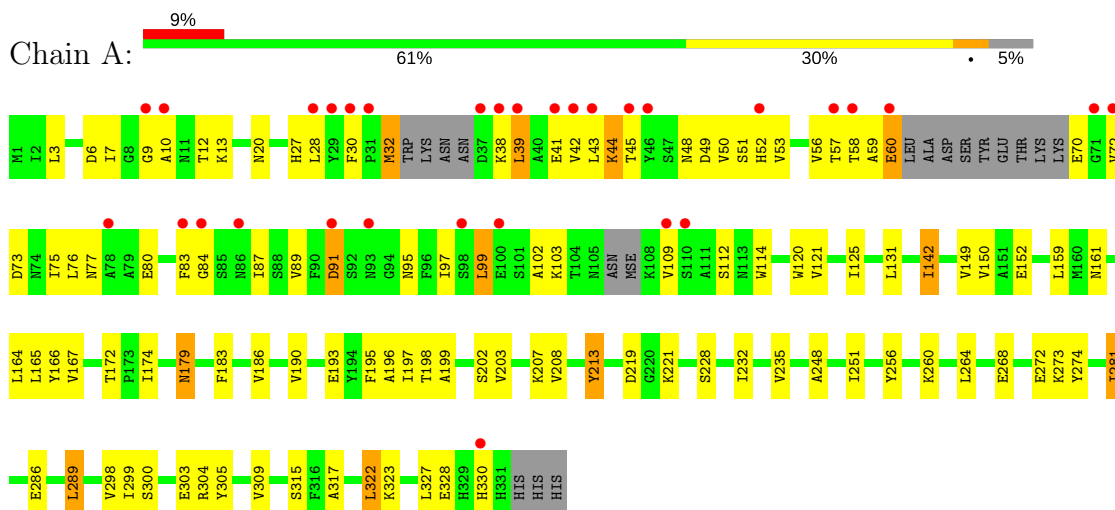 9%
Chain A:
61% 30% • 5%
M1 I2 L3 D6 I7 G8 G9 A10 N11 T12 K13 N20 H27 L28 Y29 F30 P31 M32 TRP LYS ASN ASN D37 K38 L39 A40 E41 V42 L43 K44 T45 Y46 S47 N48 D49 V50 S51 H52 V53 V56 T57 T58 A59 E60 LEU ALA ASP SER TYR GLU THR LYS LYS E70 G71 V72
D73 N74 I75 L76 N77 A78 A79 E80 F83 G84 S85 N86 I87 S88 V89 F90 D91 S92 N93 G94 N95 F96 I97 S98 L99 E100 S101 A102 K103 T104 N105 ASN MSE K108 V109 S110 A111 S112 N113 W114 W120 V121 I125 L131 I142 V149 V150 A151 E152 L159 M160 N161
L164 L165 Y166 V167 T172 P173 I174 N179 F183 V186 V190 E193 Y194 F195 A196 I197 T198 A199 S202 V203 K207 V208 Y213 D219 G220 K221 S228 I232 V235 A248 I251 Y256 K260 L264 E268 E272 K273 Y274 I281
E286 L289 V298 I299 S300 E303 R304 Y305 V309 S315 F316 A317 L322 K323 L327 E328 H329 H330 H331 HIS HIS HIS